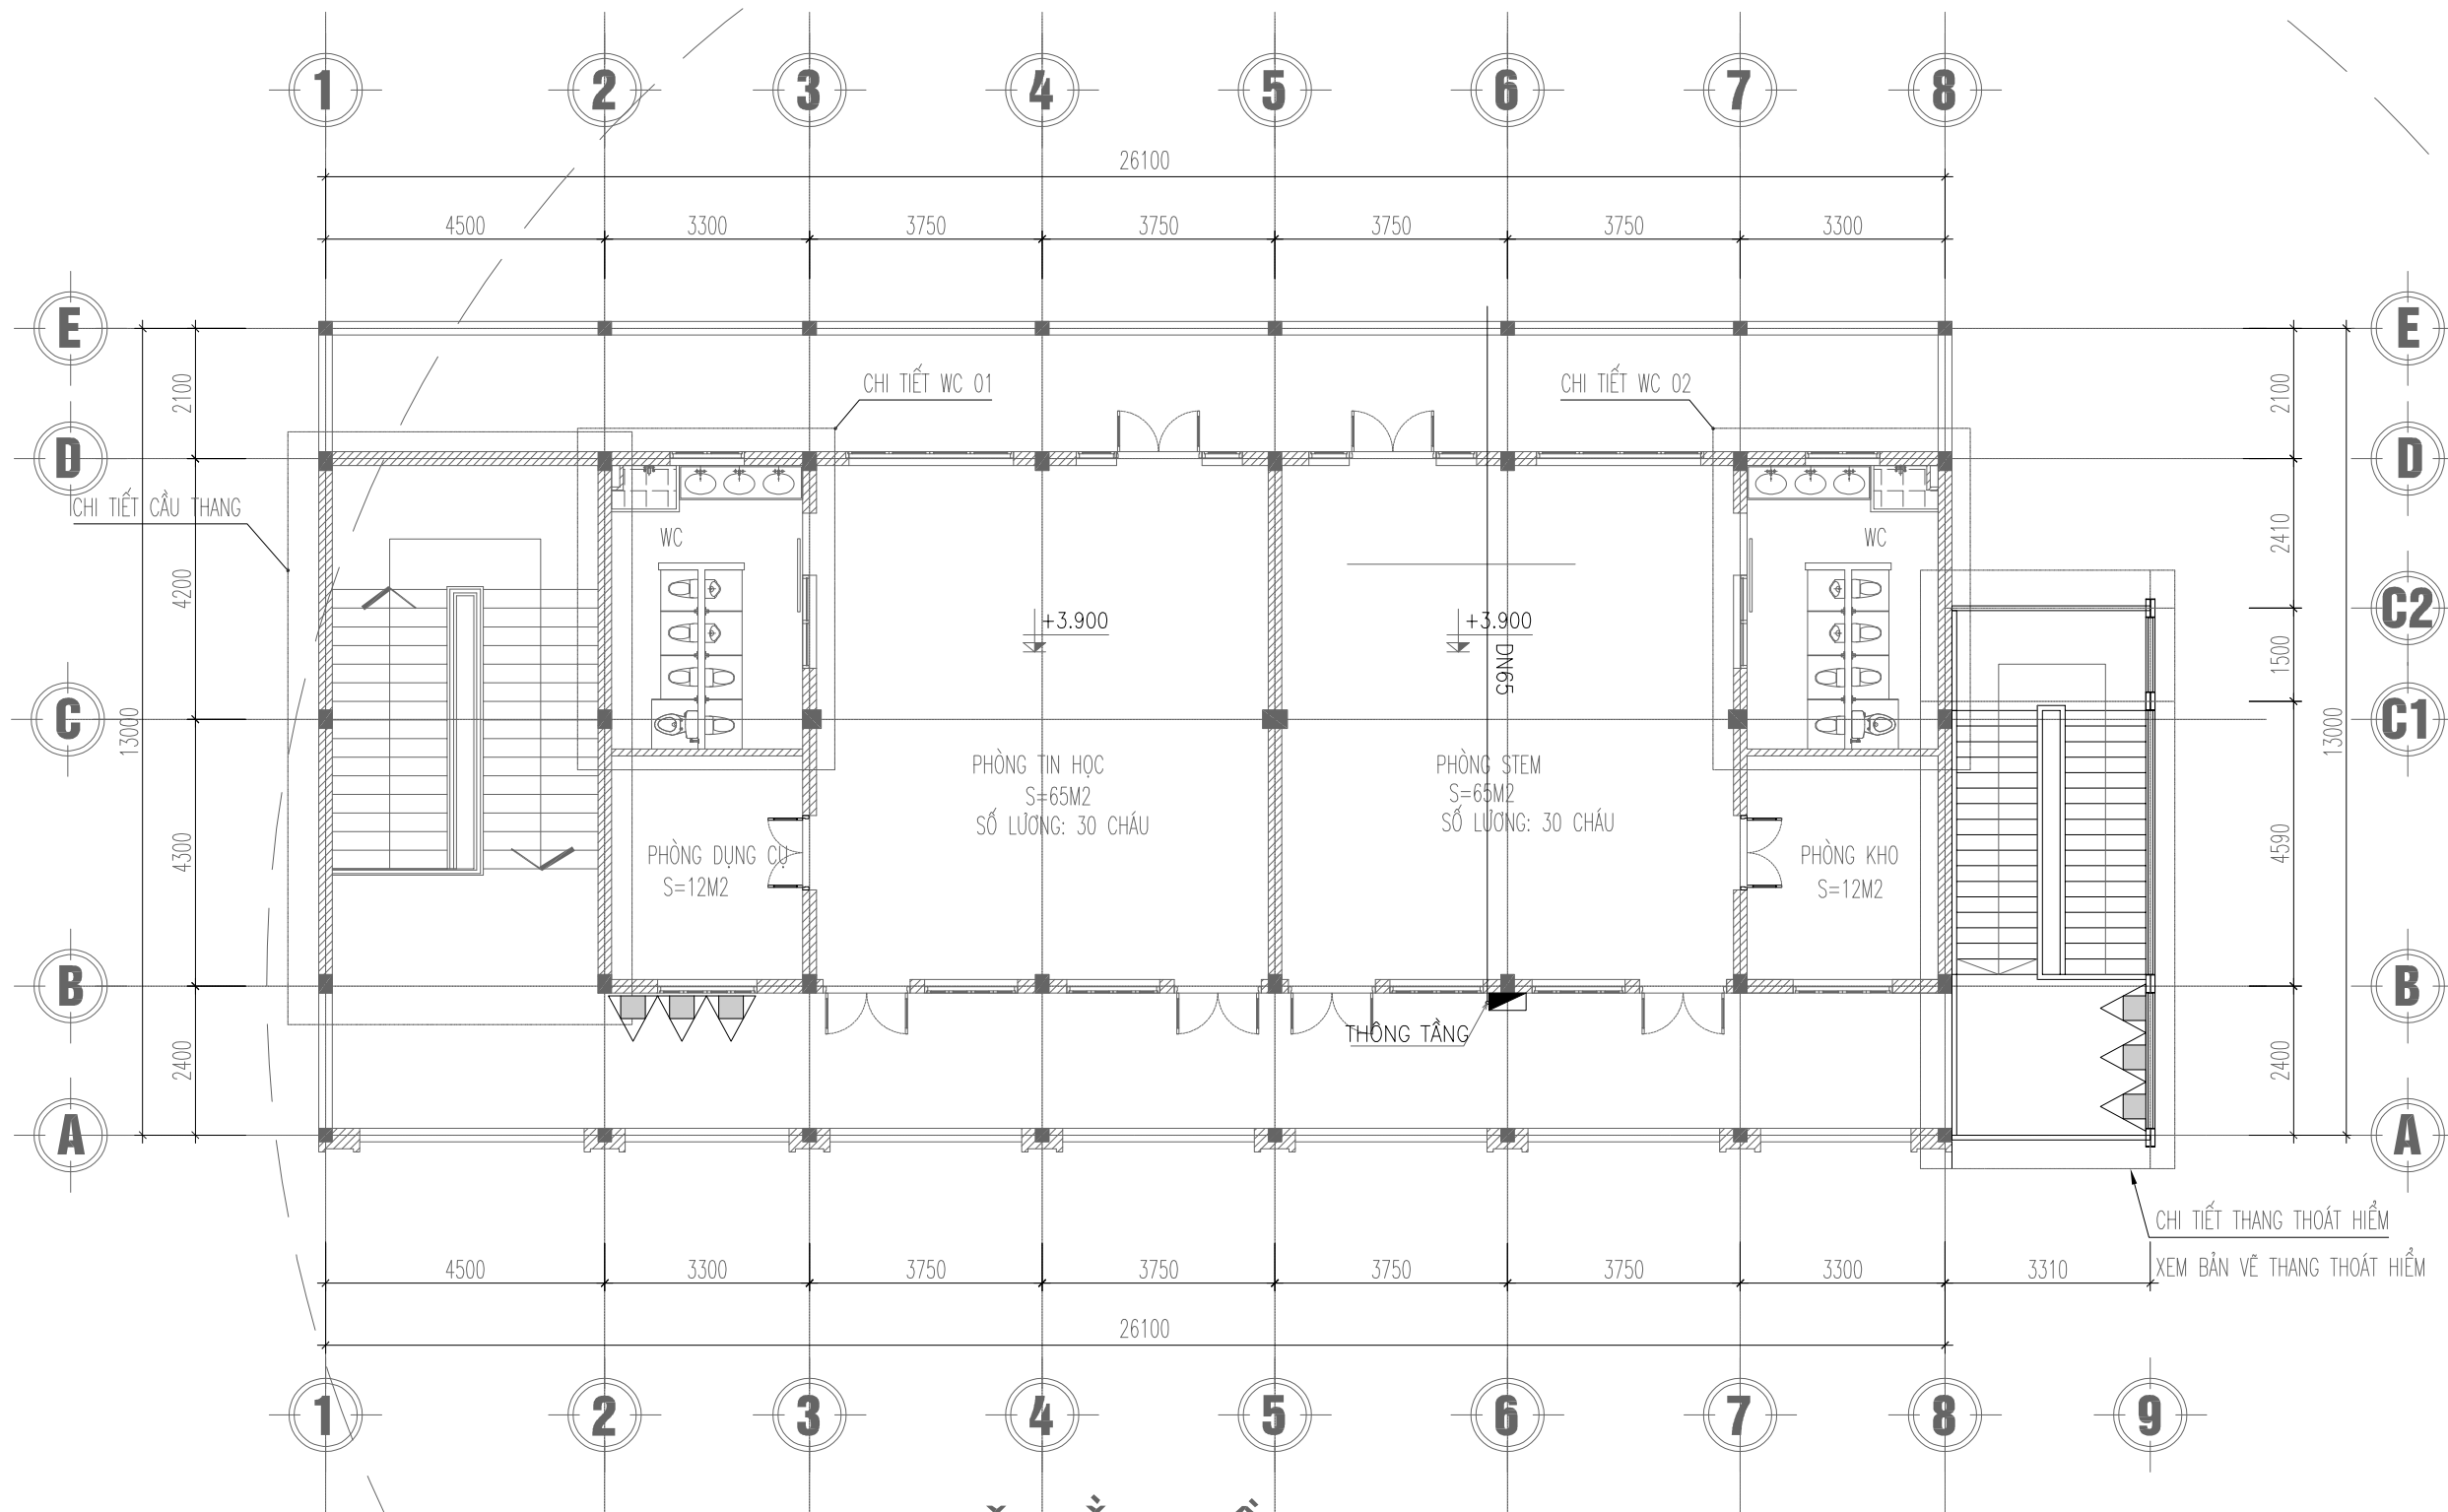 1 2 3 4 5 6 7 8
26100
4500 3300 3750 3750 3750 3750 3300
E E
2100 2100
CHI TIẾT WC 01
CHI TIẾT WC 02
D D
CHI TIẾT CẦU THANG
WC WC
2410
4200
C2
+3.900 +3.900
DN65
1500
C C1
13000 13000
PHÒNG TIN HỌC
S=65M2
SỐ LƯỢNG: 30 CHÁU
PHÒNG STEM
S=65M2
SỐ LƯỢNG: 30 CHÁU
4300 4590
PHÒNG DỤNG CỤ
S=12M2
PHÒNG KHO
S=12M2
B B
THÔNG TẦNG
2400 2400
A A
CHI TIẾT THANG THOÁT HIỂM
XEM BẢN VẼ THANG THOÁT HIỂM
4500 3300 3750 3750 3750 3750 3300 3310
26100
1 2 3 4 5 6 7 8 9